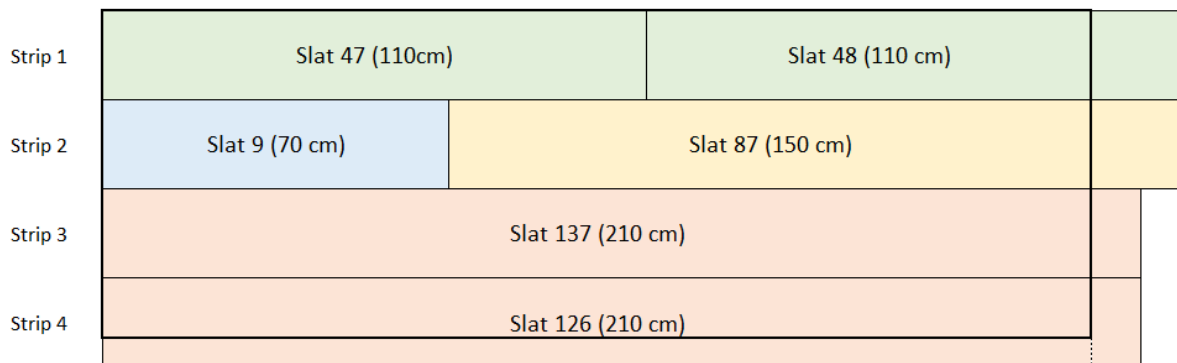 Strip 1
Slat 47 (110cm)
Slat 48 (110 cm)
Strip 2
Slat 9 (70 cm)
Slat 87 (150 cm)
Strip 3
Slat 137 (210 cm)
Strip 4
Slat 126 (210 cm)